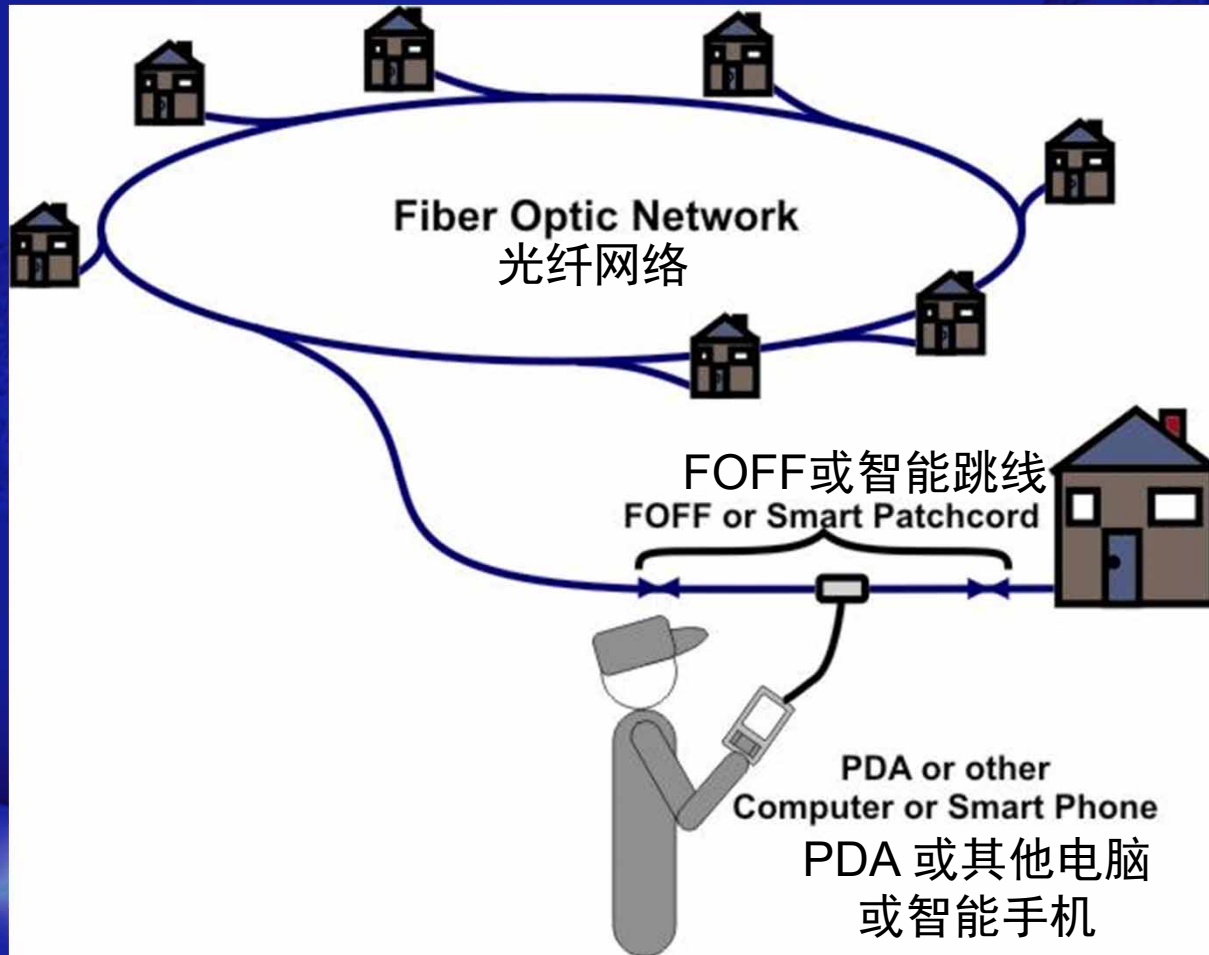 Fiber Optic Network
光纤网络
FOFF或智能跳线
FOFF or Smart Patchcord
PDA or other
Computer or Smart Phone
PDA 或其他电脑
或智能手机